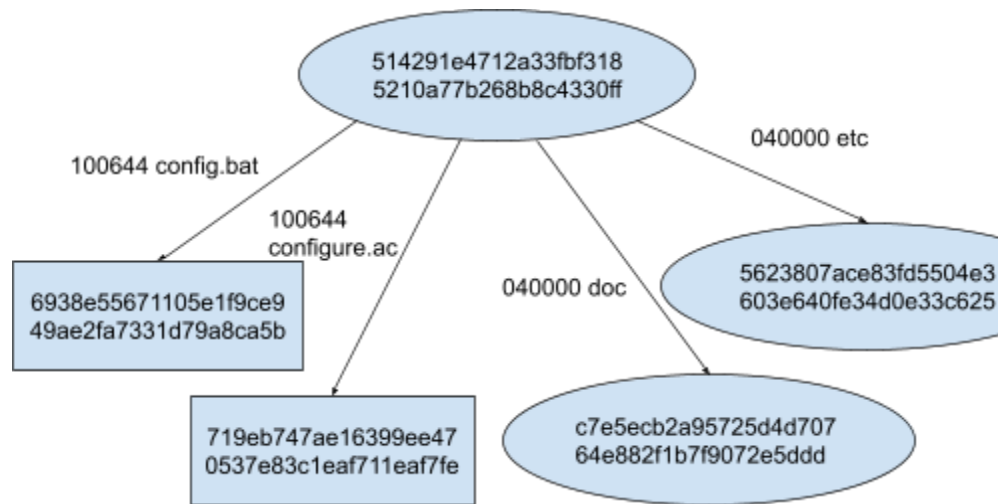 514291e4712a33fbf318
5210a77b268b8c4330ff
040000 etc
100644 config.bat
100644
configure.ac
040000 doc
5623807ace83fd5504e3
603e640fe34d0e33c625
6938e55671105e1f9ce9
49ae2fa7331d79a8ca5b
719eb747ae16399ee47
0537e83c1eaf711eaf7fe
c7e5ecb2a95725d4d707
64e882f1b7f9072e5ddd